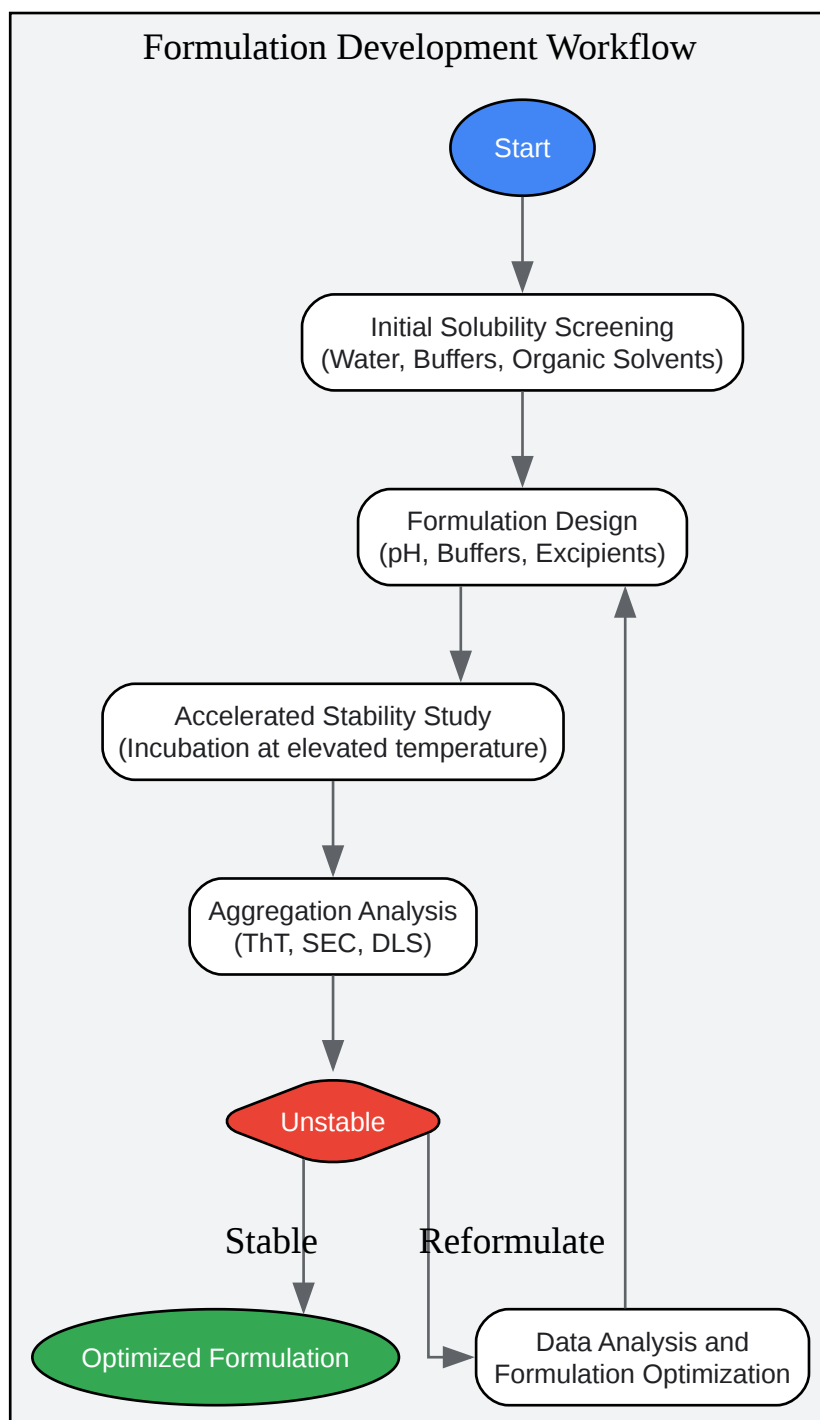 Formulation Development Workflow
Start
Initial Solubility Screening
(Water, Buffers, Organic Solvents)
Formulation Design
(pH, Buffers, Excipients)
Accelerated Stability Study
(Incubation at elevated temperature)
Aggregation Analysis
(ThT, SEC, DLS)
Unstable
Stable
Reformulate
Optimized Formulation
Data Analysis and
Formulation Optimization